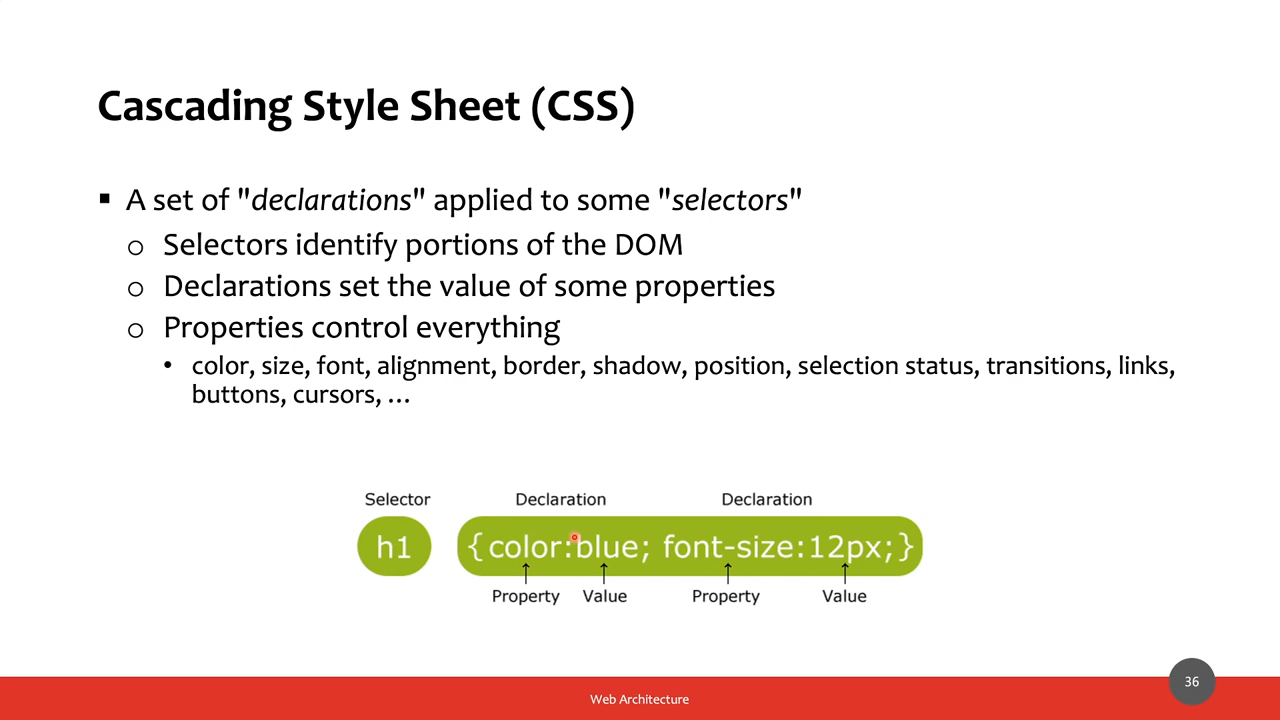 Cascading Style Sheet (CSS)
▪ A set of "declarations" applied to some "selectors"
o Selectors identify portions of the DOM
o Declarations set the value of some properties
o Properties control everything
• color, size, font, alignment, border, shadow, position, selection status, transitions, links,
buttons, cursors, …
Selector Declaration Declaration
h1 {color:blue; font-size:12px;}
Property Value Property Value
36
Web Architecture